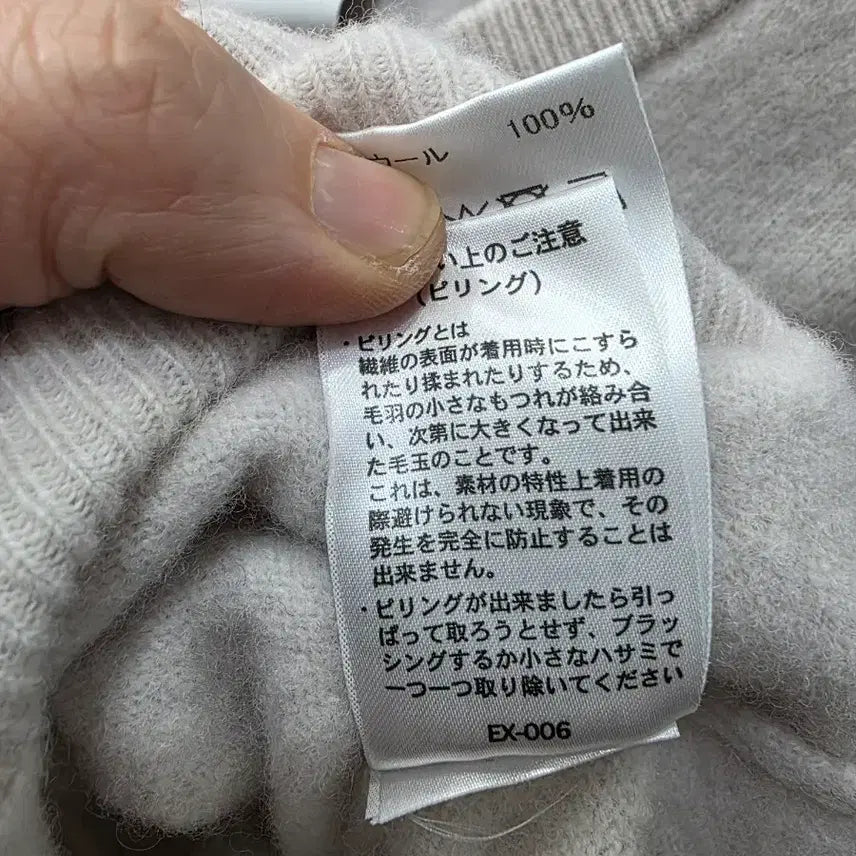 ール 100%
い上のご注意
(ピリング)
・ピリングとは
繊維の表面が着用時にこすら
れたり揉まれたりするため、
毛羽の小さなもつれが絡み合
い、次第に大きくなって出来
た毛玉のことです。
これは、素材の特性上着用の
際避けられない現象で、その
発生を完全に防止することは
出来ません。
・ピリングが出来ましたら引っ
ぱって取ろうとせず、ブラッ
シングするか小さなハサミで
一つ一つ取り除いてください
EX-006